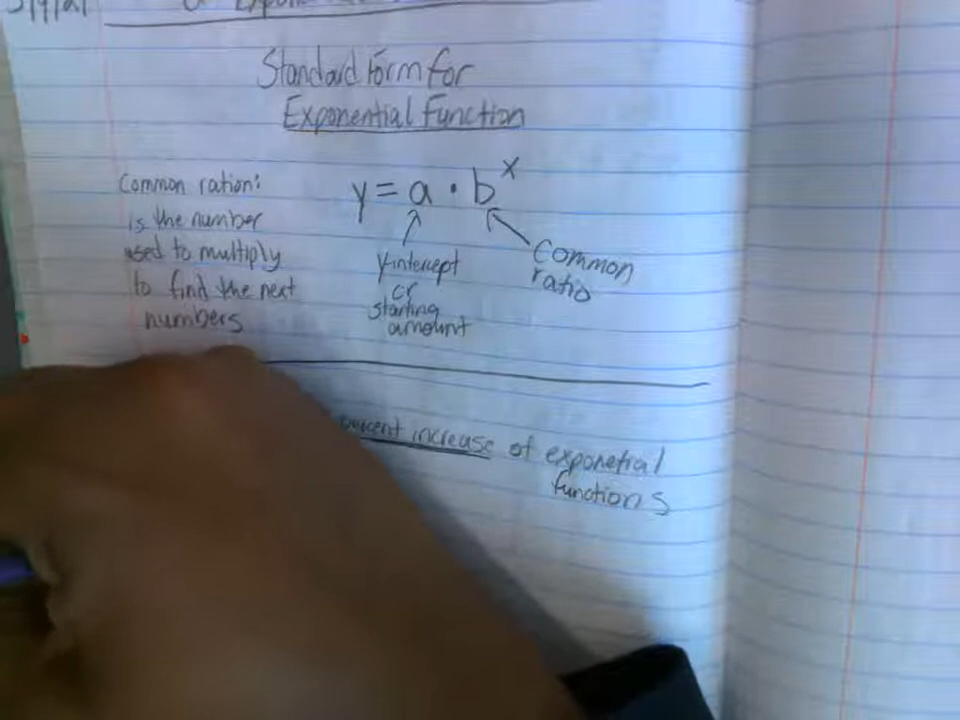 Standard Form for
Exponential Function
Common ration:
is the number
used to multiply
to find the next
numbers
y = a · b^x
y-intercept
or
starting
amount
Common
ratio
percent increase of exponetial
functions